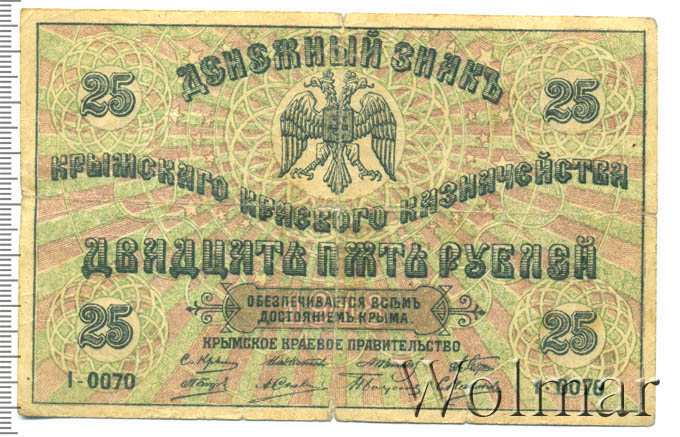 ДЕНЕЖНЫЙ ЗНАКЪ
25 25
КРЫМСКАГО КРАЕВОГО КАЗНАЧЕЙСТВА
ДВАДЦАТЬ ПЯТЬ РУБЛЕЙ
ОБЕЗПЕЧИВАЕТСЯ ВСѢМЪ
ДОСТОЯНІЕМЪ КРЫМА
25 25
КРЫМСКОЕ КРАЕВОЕ ПРАВИТЕЛЬСТВО
I-0070 I-0070
Wolmar